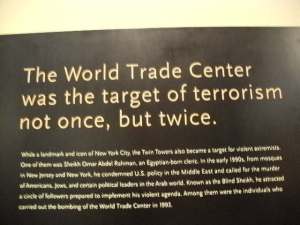 The World Trade Center
was the target of terrorism
not once, but twice.
While a landmark and icon of New York City, the Twin Towers also became a target for violent extremists.
One of them was Sheikh Omar Abdel Rahman, an Egyptian-born cleric. In the early 1990s, from mosques
in New Jersey and New York, he condemned U.S. policy in the Middle East and called for the murder
of Americans, Jews, and certain political leaders in the Arab world. Known as the Blind Sheikh, he attracted
a circle of followers prepared to implement his violent agenda. Among them were the individuals who
carried out the bombing of the World Trade Center in 1993.